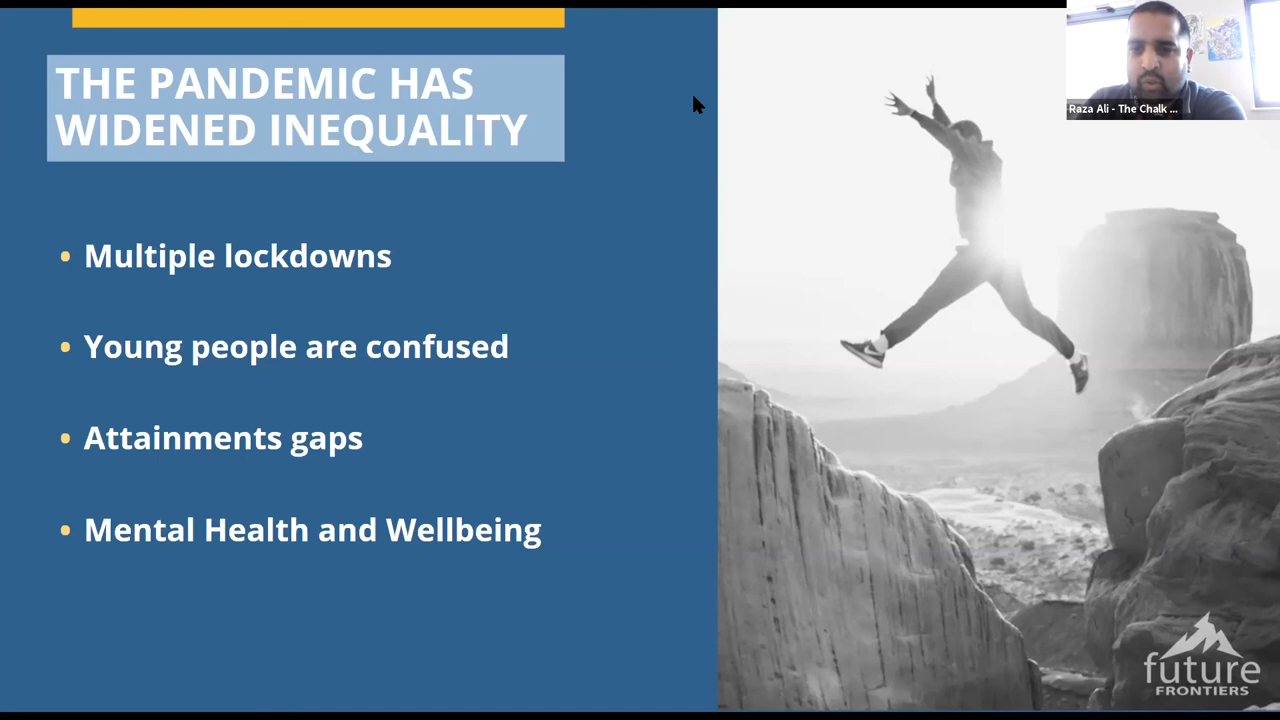 THE PANDEMIC HAS
WIDENED INEQUALITY
• Multiple lockdowns
• Young people are confused
• Attainments gaps
• Mental Health and Wellbeing
Raza Ali - The Chalk ...
future
FRONTIERS